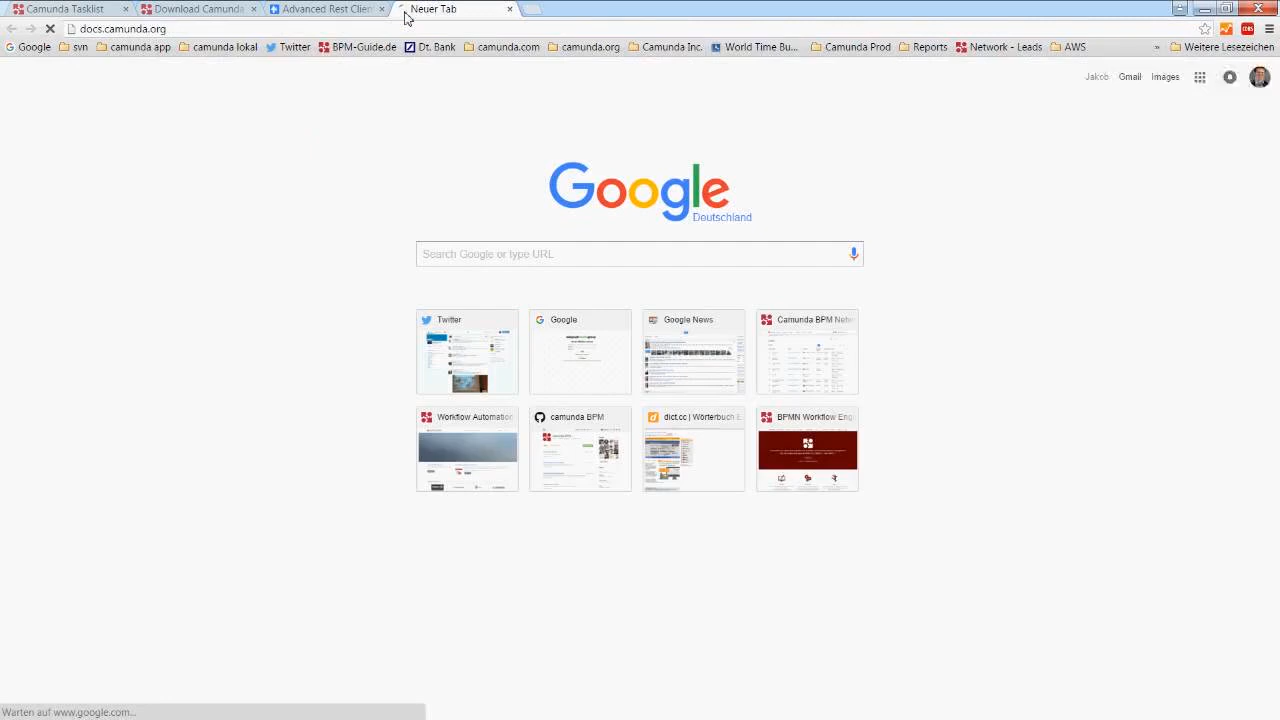 Camunda Tasklist
Download Camunda
Advanced Rest Client
Neuer Tab
docs.camunda.org
Google
svn
camunda app
camunda lokal
Twitter
BPM-Guide.de
Dt. Bank
camunda.com
camunda.org
Camunda Inc.
World Time Bu...
Camunda Prod
Reports
Network - Leads
AWS
»
Weitere Lesezeichen
Jakob
Gmail
Images
Google
Deutschland
Search Google or type URL
Twitter
Google
Google News
Camunda BPM Netw
Workflow Automation
camunda BPM
dict.cc | Wörterbuch E
BPMN Workflow Eng
Warten auf www.google.com...